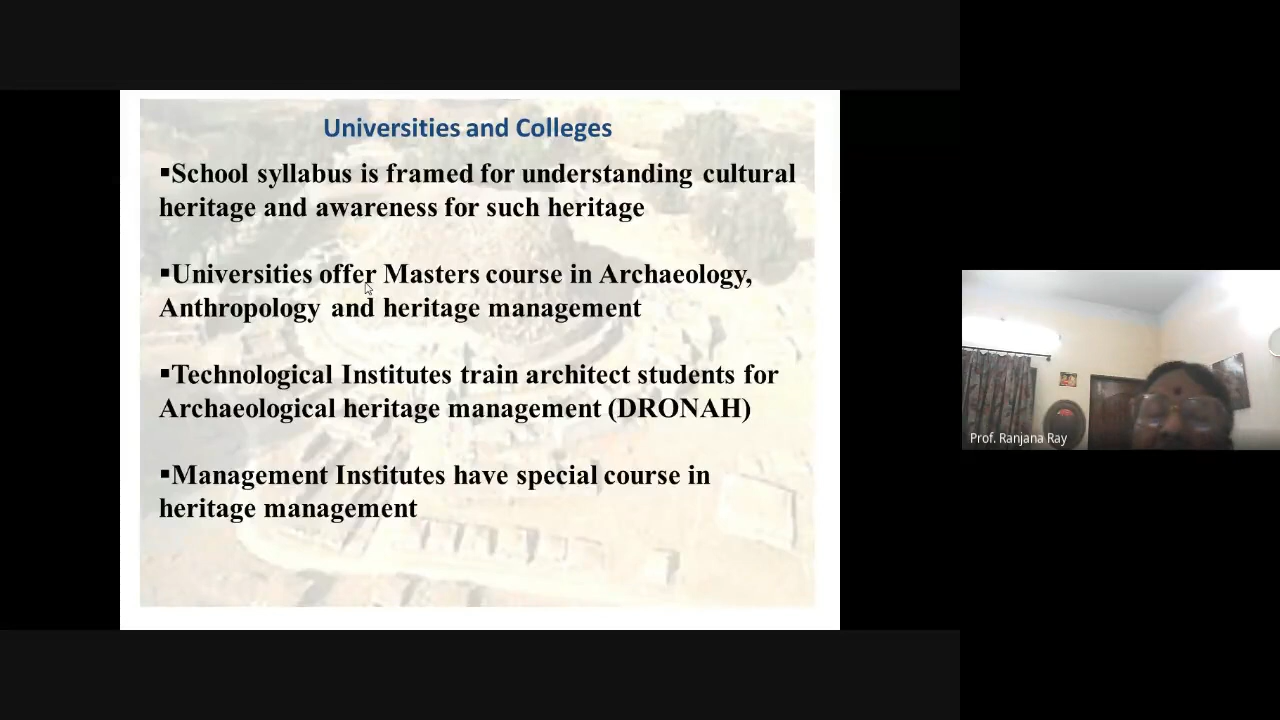 Universities and Colleges
▪School syllabus is framed for understanding cultural
heritage and awareness for such heritage
▪Universities offer Masters course in Archaeology,
Anthropology and heritage management
▪Technological Institutes train architect students for
Archaeological heritage management (DRONAH)
▪Management Institutes have special course in
heritage management
Prof. Ranjana Ray